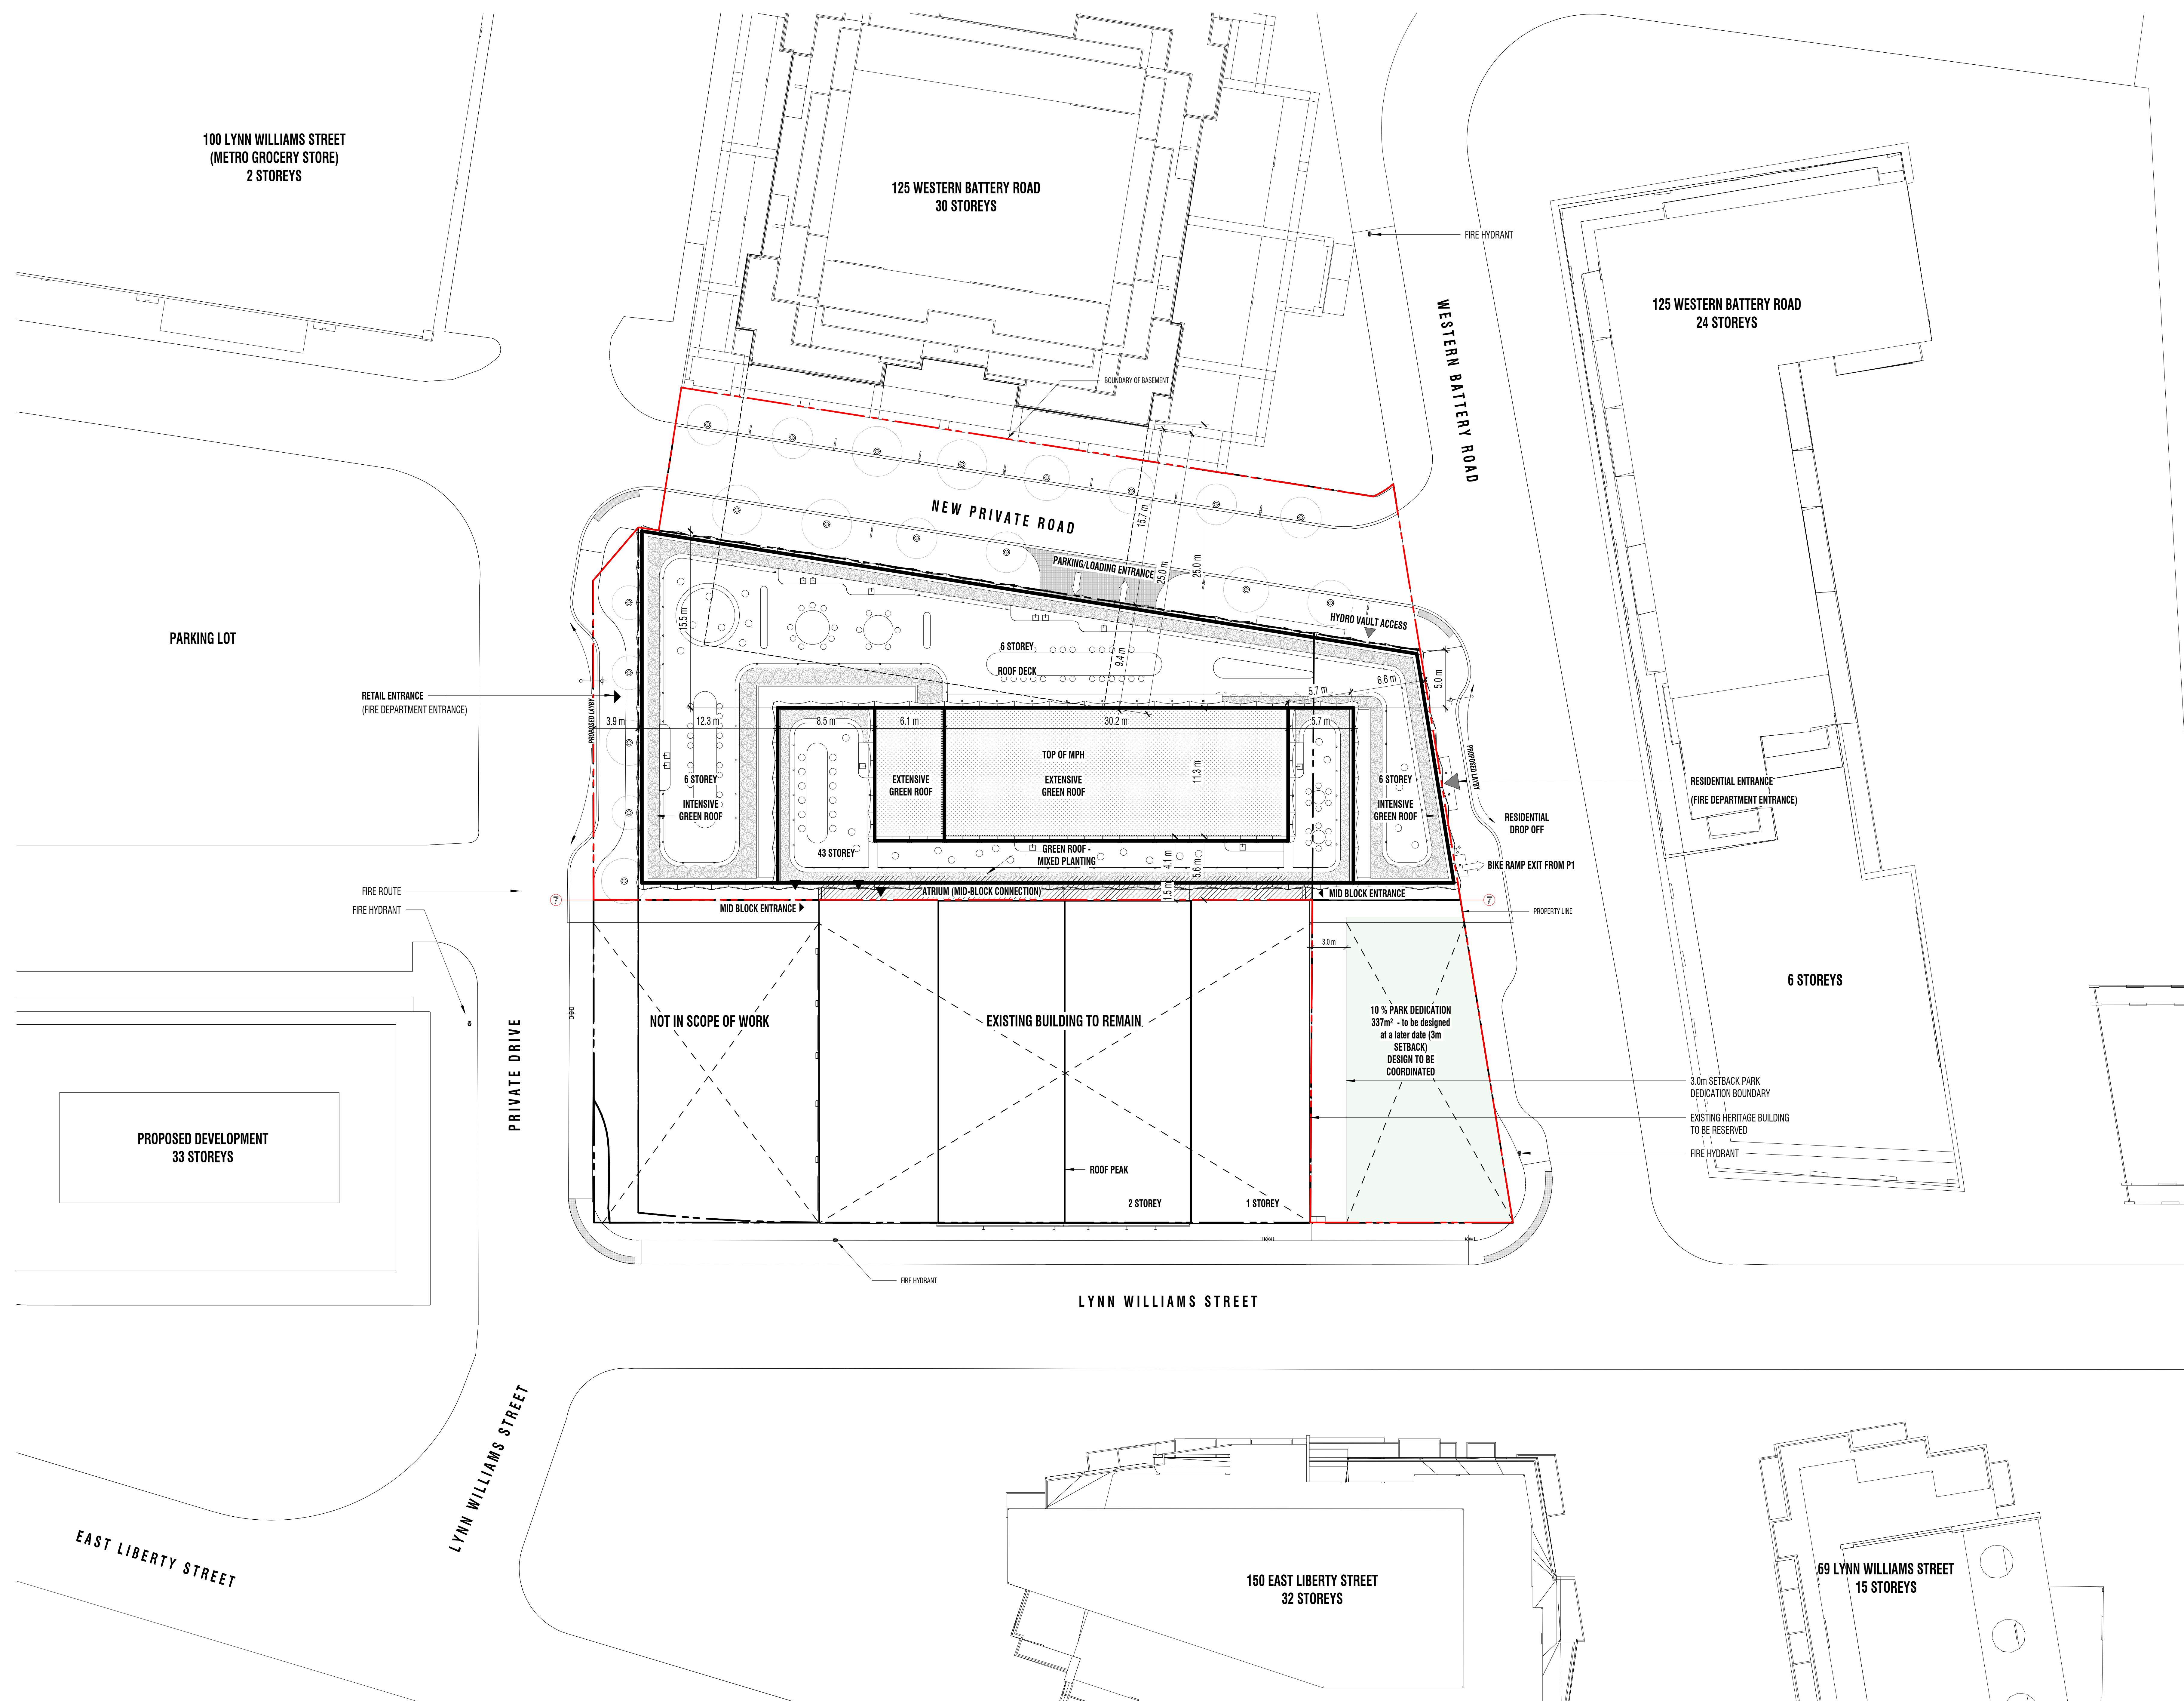 100 LYNN WILLIAMS STREET
(METRO GROCERY STORE)
2 STOREYS
125 WESTERN BATTERY ROAD
30 STOREYS
FIRE HYDRANT
WESTERN BATTERY ROAD
125 WESTERN BATTERY ROAD
24 STOREYS
BOUNDARY OF BASEMENT
NEW PRIVATE ROAD
15.7 m
25.0 m
25.0 m
PARKING/LOADING ENTRANCE
HYDRO VAULT ACCESS
PARKING LOT
15.5 m
6 STOREY
ROOF DECK
9.4 m
5.7 m
6.6 m
5.0 m
RETAIL ENTRANCE
(FIRE DEPARTMENT ENTRANCE)
PROPOSED LAYBY
3.9 m
12.3 m
8.5 m
6.1 m
30.2 m
5.7 m
TOP OF MPH
EXTENSIVE
GREEN ROOF
EXTENSIVE
GREEN ROOF
11.3 m
6 STOREY
INTENSIVE
GREEN ROOF
6 STOREY
INTENSIVE
GREEN ROOF
PROPOSED LAYBY
RESIDENTIAL ENTRANCE
(FIRE DEPARTMENT ENTRANCE)
RESIDENTIAL
DROP OFF
43 STOREY
GREEN ROOF -
MIXED PLANTING
4.1 m
5.6 m
1.5 m
BIKE RAMP EXIT FROM P1
FIRE ROUTE
ATRIUM (MID-BLOCK CONNECTION)
MID BLOCK ENTRANCE
MID BLOCK ENTRANCE
7
7
FIRE HYDRANT
PROPERTY LINE
3.0 m
6 STOREYS
NOT IN SCOPE OF WORK
EXISTING BUILDING TO REMAIN
10 % PARK DEDICATION
337m² - to be designed
at a later date (3m
SETBACK)
DESIGN TO BE
COORDINATED
PRIVATE DRIVE
3.0m SETBACK PARK
DEDICATION BOUNDARY
EXISTING HERITAGE BUILDING
TO BE RESERVED
FIRE HYDRANT
PROPOSED DEVELOPMENT
33 STOREYS
ROOF PEAK
2 STOREY
1 STOREY
FIRE HYDRANT
LYNN WILLIAMS STREET
LYNN WILLIAMS STREET
EAST LIBERTY STREET
150 EAST LIBERTY STREET
32 STOREYS
69 LYNN WILLIAMS STREET
15 STOREYS